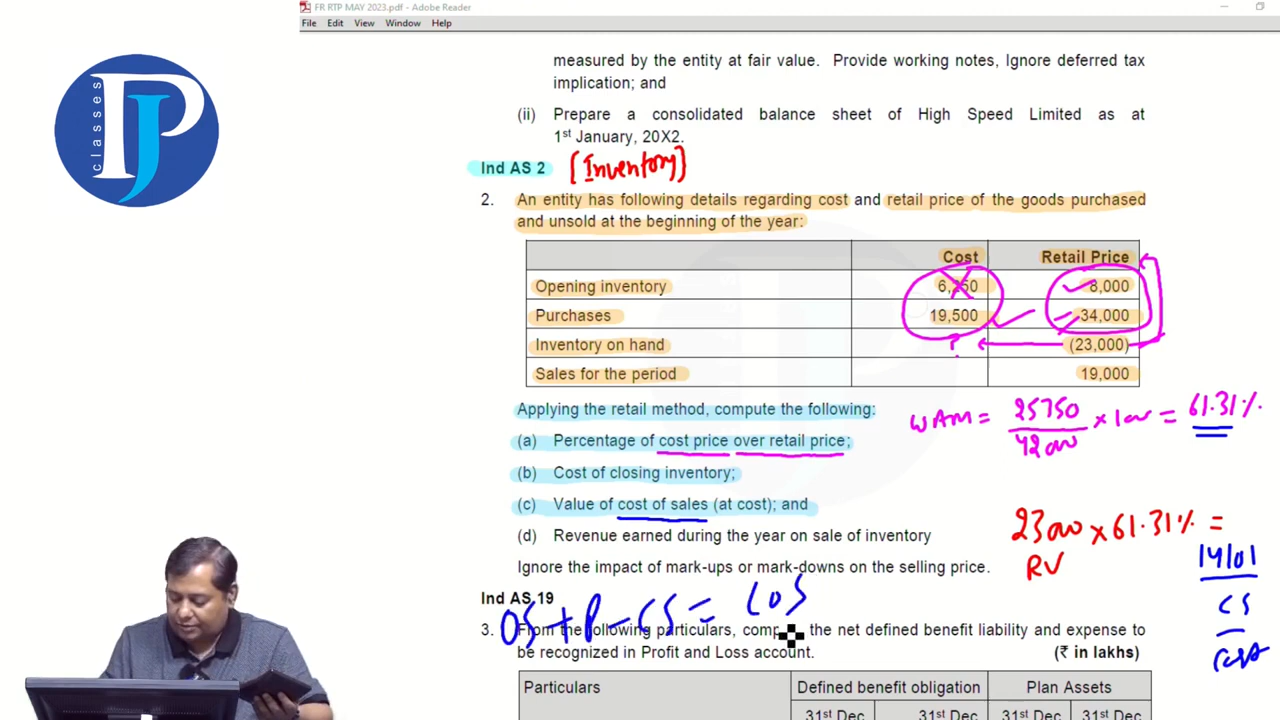 FR RTP MAY 2023.pdf - Adobe Reader
File Edit View Window Help
PJ classes
measured by the entity at fair value. Provide working notes, Ignore deferred tax
implication; and
(ii) Prepare a consolidated balance sheet of High Speed Limited as at
1st January, 20X2.
Ind AS 2 [Inventory]
2. An entity has following details regarding cost and retail price of the goods purchased
and unsold at the beginning of the year:
Cost Retail Price
Opening inventory 6,250 8,000
Purchases 19,500 34,000
Inventory on hand ? (23,000)
Sales for the period 19,000
Applying the retail method, compute the following:
WAM = 25750 / 42000 × 100 = 61.31%
(a) Percentage of cost price over retail price;
(b) Cost of closing inventory;
(c) Value of cost of sales (at cost); and
(d) Revenue earned during the year on sale of inventory
23000 × 61.31% =
RV
14101
CS
Cost
Ignore the impact of mark-ups or mark-downs on the selling price.
Ind AS 19
OS + P - CS = COS
3. From the following particulars, comp the net defined benefit liability and expense to
be recognized in Profit and Loss account. (₹ in lakhs)
Particulars Defined benefit obligation Plan Assets
31st Dec 31st Dec 31st Dec 31st Dec